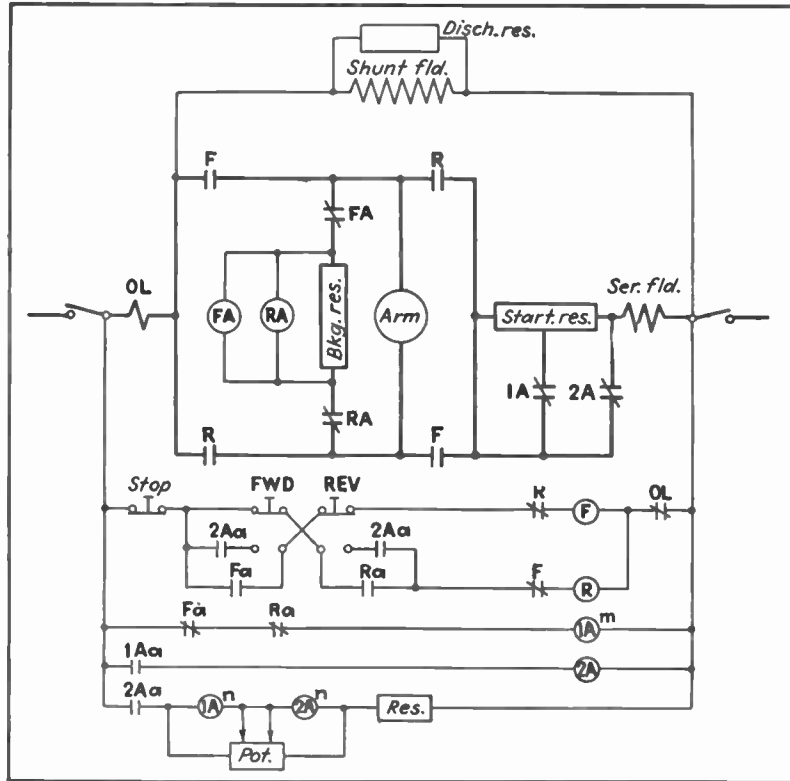 Disch. res.
Shunt fld.
F
R
FA
OL
FA
RA
Bkg. res.
Arm
Ser. fld.
Start. res.
1A
2A
RA
R
F
Stop
FWD
REV
R
F
OL
2Aa
2Aa
Fa
Ra
F
R
Fa
Ra
1A m
1Aa
2A
2Aa
1A n
2A n
Res.
Pot.